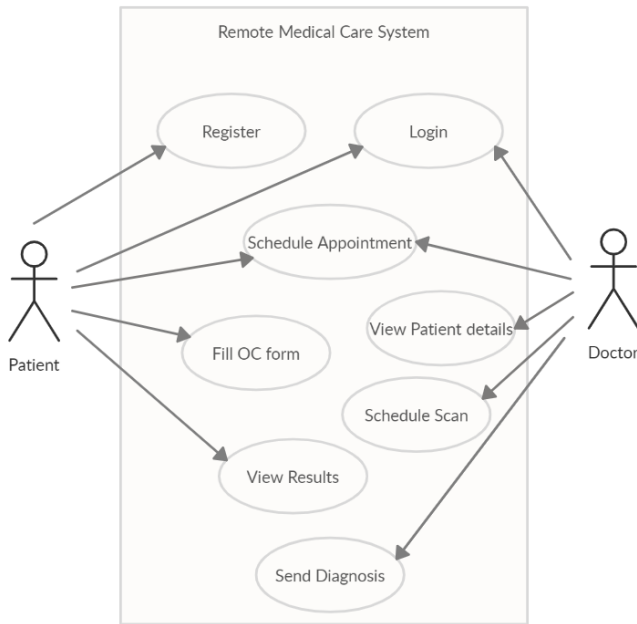 Remote Medical Care System
Register
Login
Schedule Appointment
View Patient details
Patient
Fill OC form
Doctor
Schedule Scan
View Results
Send Diagnosis